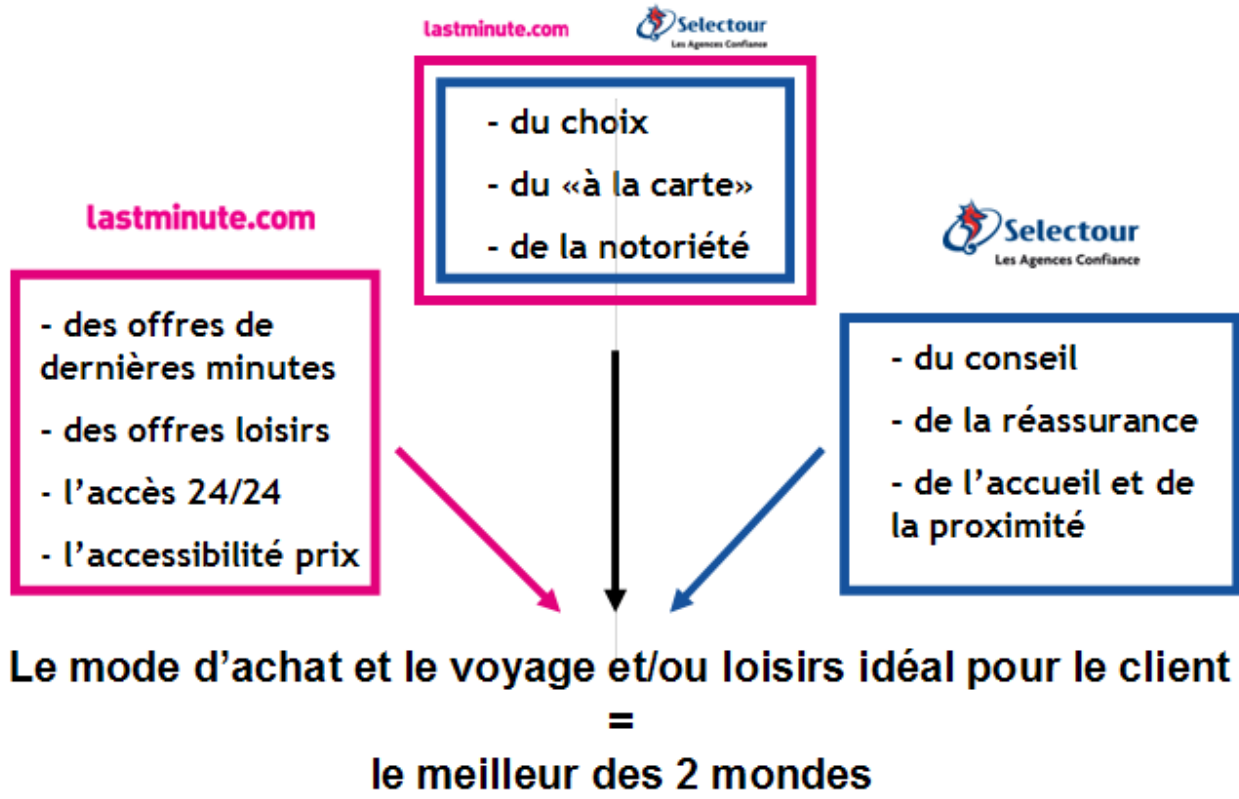 lastminute.com
Selectour
Les Agences Confiance
- du choix
- du «à la carte»
- de la notoriété
lastminute.com
- des offres de
dernières minutes
- des offres loisirs
- l’accès 24/24
- l’accessibilité prix
Selectour
Les Agences Confiance
- du conseil
- de la réassurance
- de l’accueil et de
la proximité
Le mode d’achat et le voyage et/ou loisirs idéal pour le client
=
le meilleur des 2 mondes